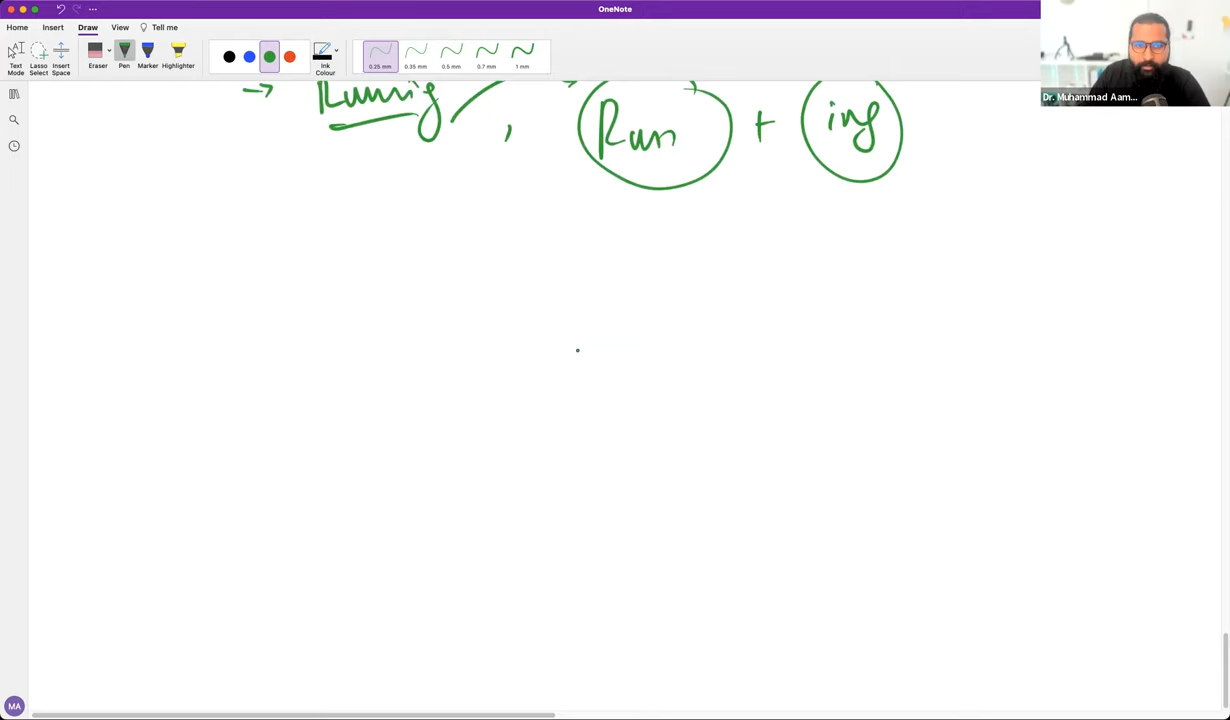 OneNote
Home Insert Draw View Tell me
Text Mode Lasso Select Insert Space Eraser Pen Marker Highlighter Ink Colour 0.25 mm 0.35 mm 0.5 mm 0.7 mm 1 mm
Dr. Muhammad Aam...
→ Runnig , Run + ing
MA